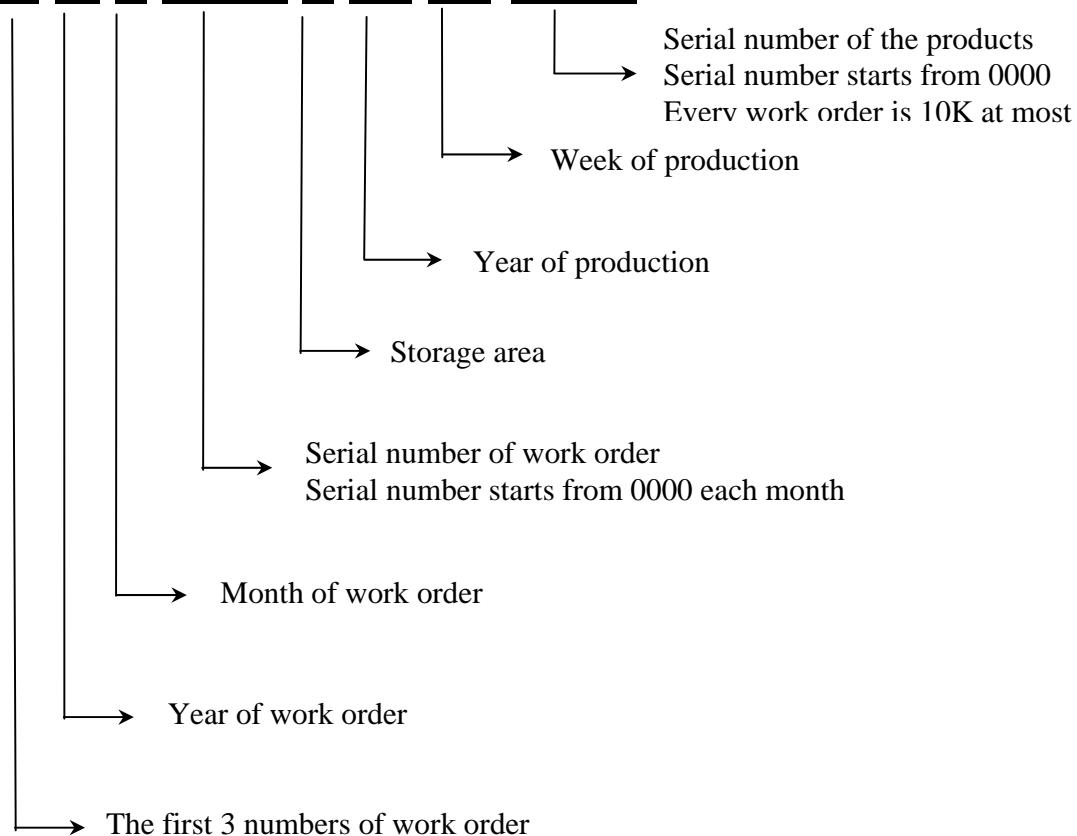 Serial number of the products
Serial number starts from 0000
Every work order is 10K at most
Week of production
Year of production
Storage area
Serial number of work order
Serial number starts from 0000 each month
Month of work order
Year of work order
The first 3 numbers of work order